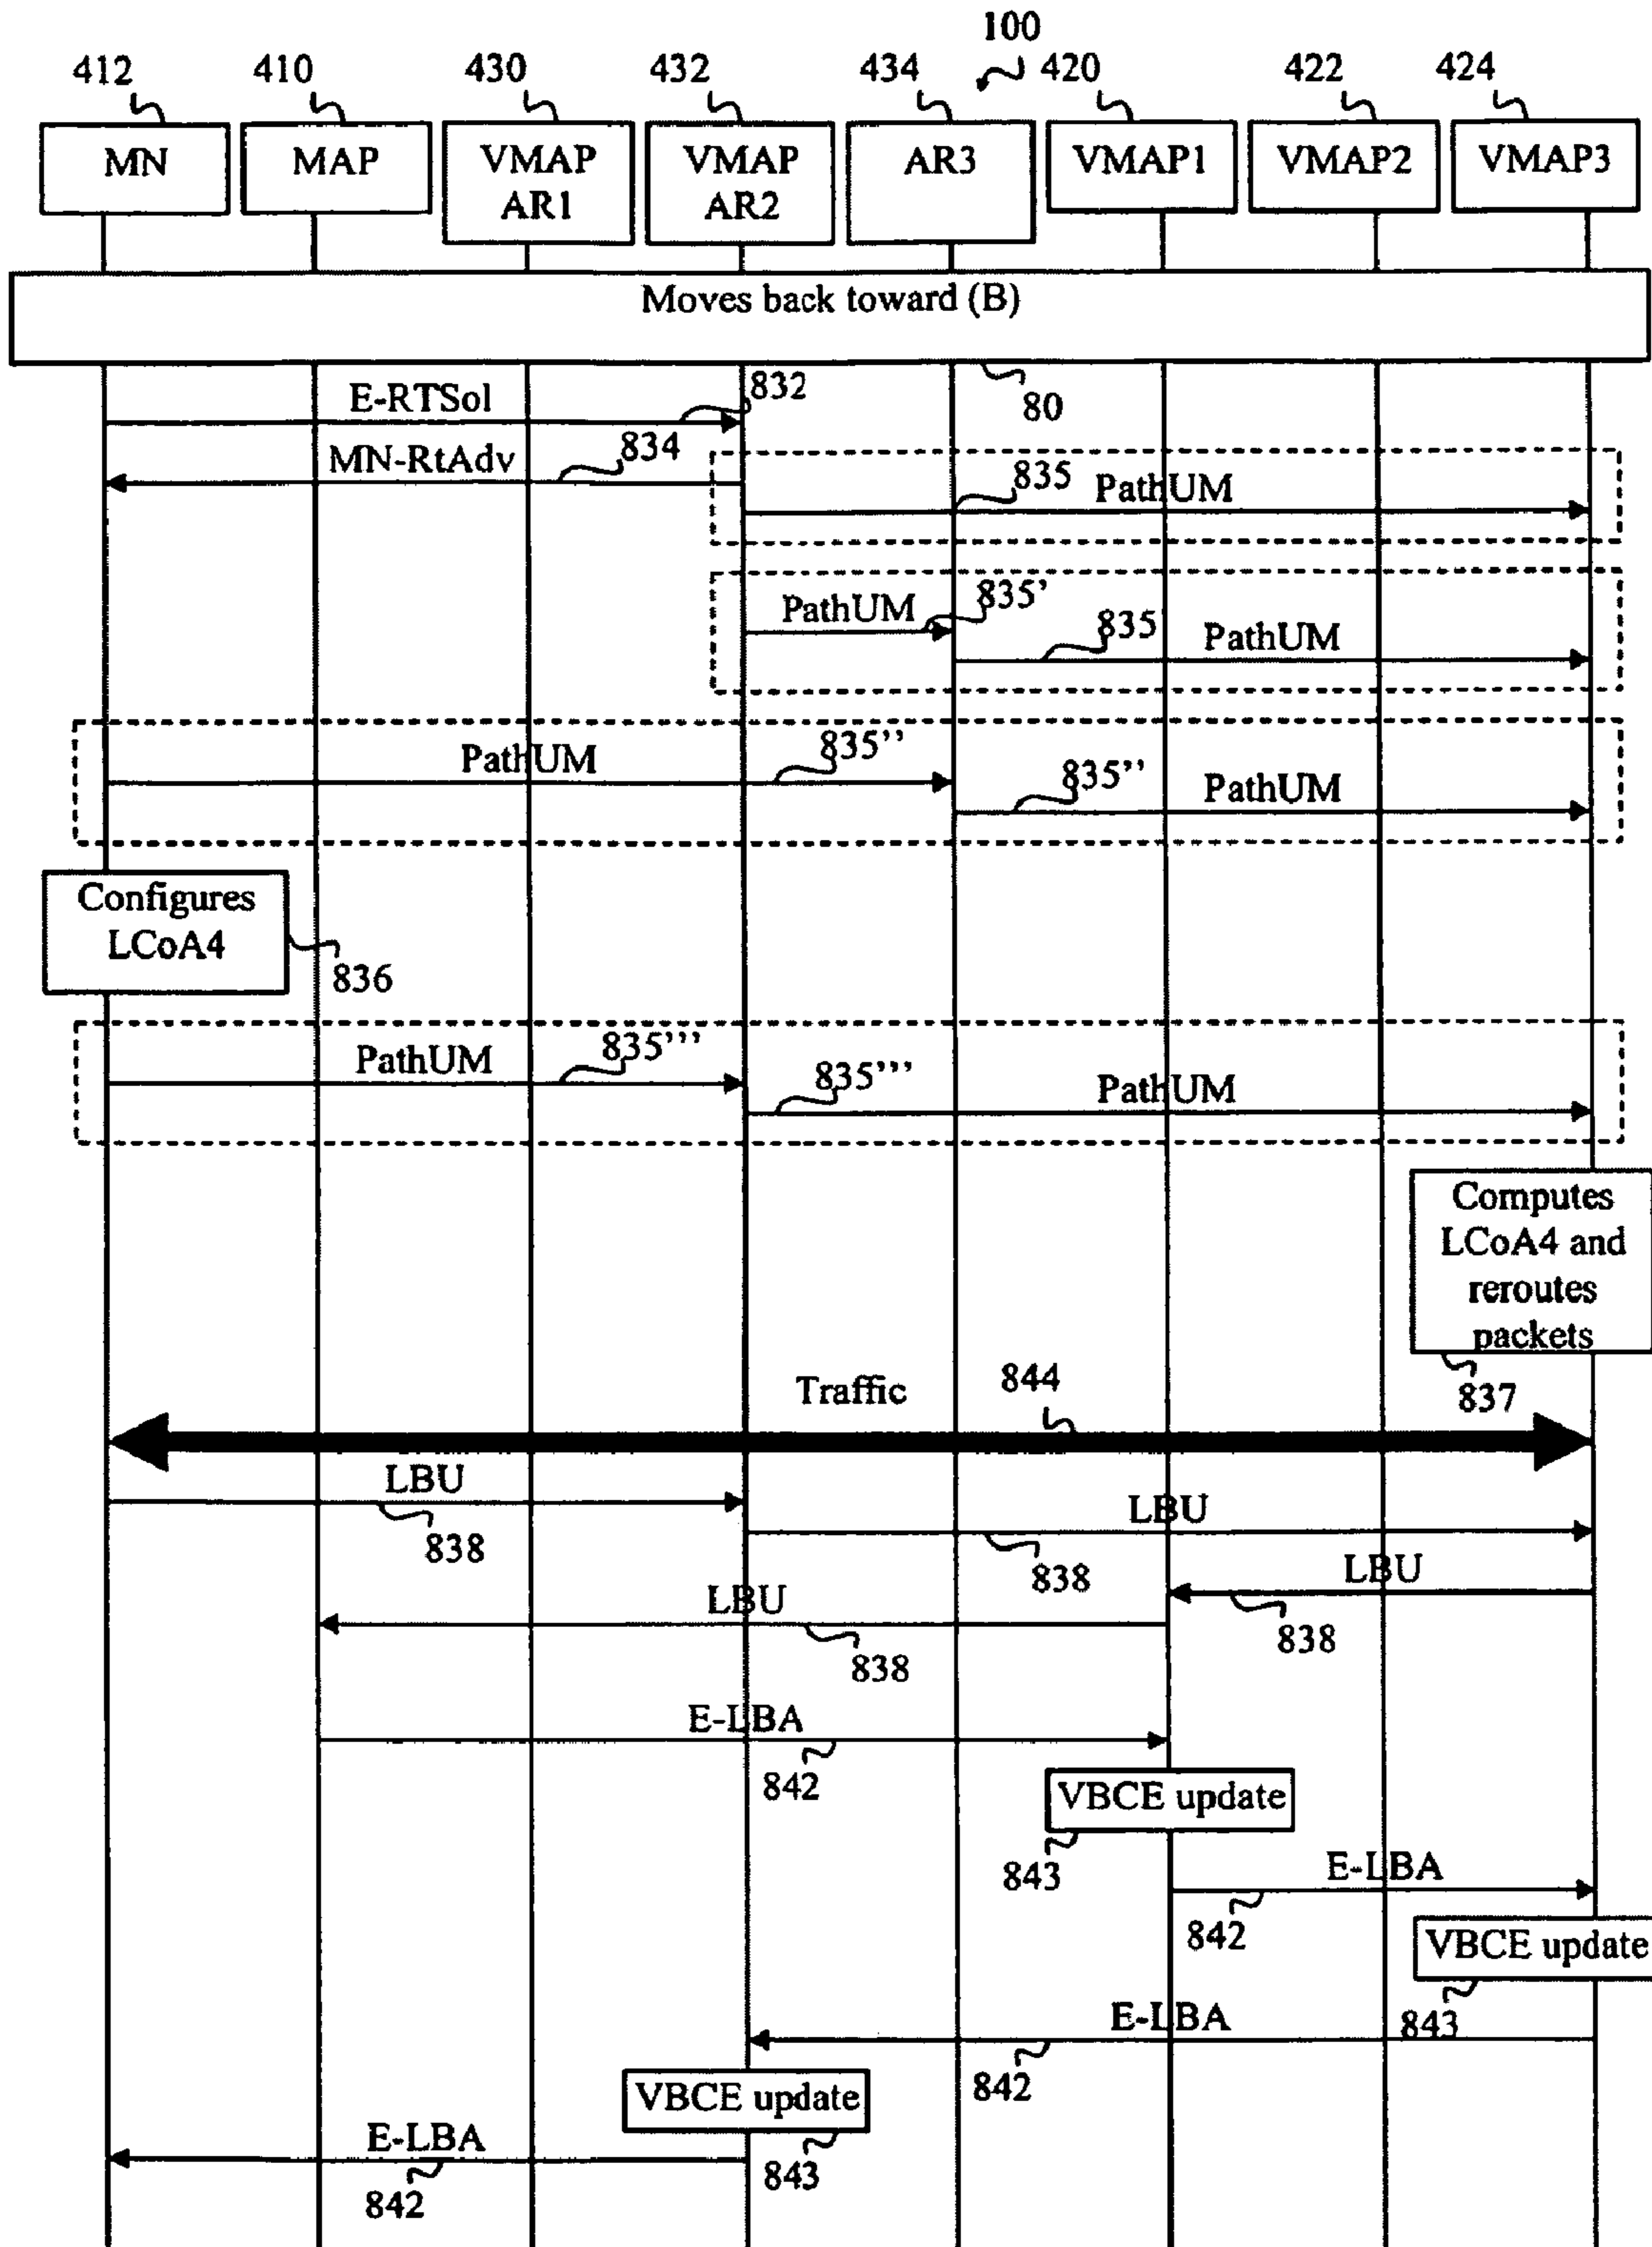 100
412
410
430
432
434
420
422
424
MN
MAP
VMAP
AR1
VMAP
AR2
AR3
VMAP1
VMAP2
VMAP3
Moves back toward (B)
80
E-RTSol
832
MN-RtAdv
834
835
PathUM
PathUM
835'
835
PathUM
PathUM
835''
835''
PathUM
Configures
LCoA4
836
PathUM
835'''
835'''
PathUM
Computes
LCoA4 and
reroutes
packets
837
Traffic
844
LBU
838
LBU
838
LBU
838
LBU
838
E-LBA
842
VBCE update
843
E-LBA
842
VBCE update
843
E-LBA
842
VBCE update
843
E-LBA
842